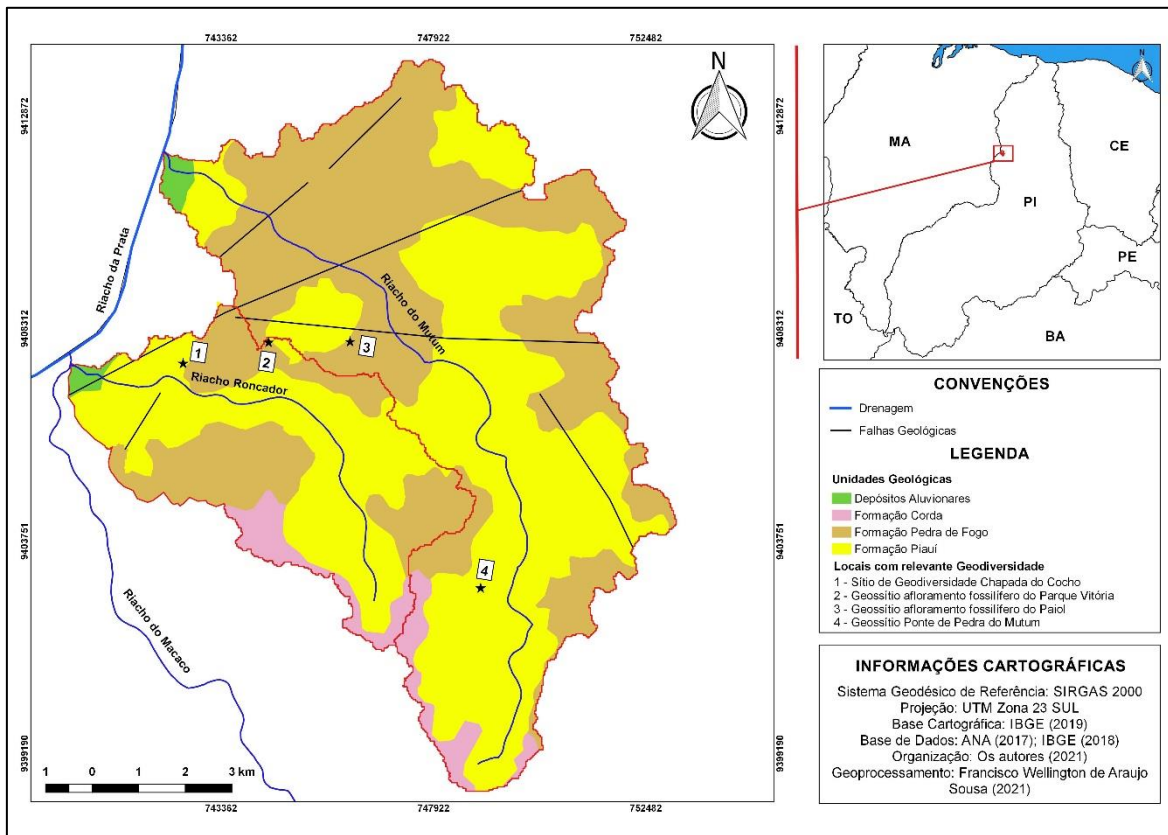 743362
747922
752482
9412872
9408312
9403751
9399190
9412872
9408312
9403751
9399190
743362
747922
752482
N
Riacho da Prata
Riacho do Mutum
1
2
3
Riacho Roncador
4
Riacho do Macaco
1 0 1 2 3 km
MA
CE
PI
PE
TO
BA
N
CONVENÇÕES
Drenagem
Falhas Geológicas
LEGENDA
Unidades Geológicas
Depósitos Aluvionares
Formação Corda
Formação Pedra de Fogo
Formação Piauí
Locais com relevante Geodiversidade
1 - Sítio de Geodiversidade Chapada do Cocho
2 - Geossítio afloramento fossilífero do Parque Vitória
3 - Geossítio afloramento fossilífero do Paiol
4 - Geossítio Ponte de Pedra do Mutum
INFORMAÇÕES CARTOGRÁFICAS
Sistema Geodésico de Referência: SIRGAS 2000
Projeção: UTM Zona 23 SUL
Base Cartográfica: IBGE (2019)
Base de Dados: ANA (2017); IBGE (2018)
Organização: Os autores (2021)
Geoprocessamento: Francisco Wellington de Araujo
Sousa (2021)